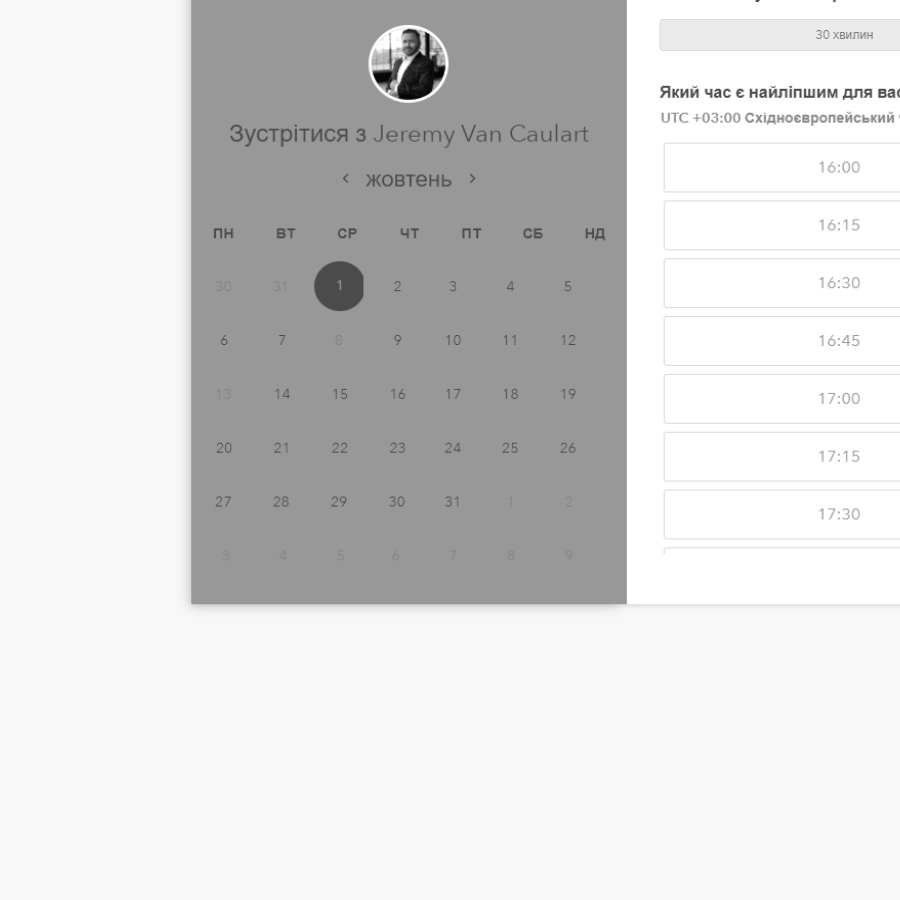 Зустрітися з Jeremy Van Caulart
жовтень
ПН ВТ СР ЧТ ПТ СБ НД
30 31 1 2 3 4 5
6 7 8 9 10 11 12
13 14 15 16 17 18 19
20 21 22 23 24 25 26
27 28 29 30 31 1 2
3 4 5 6 7 8 9
30 хвилин
Який час є найліпшим для вас
UTC +03:00 Східноєвропейський
16:00
16:15
16:30
16:45
17:00
17:15
17:30